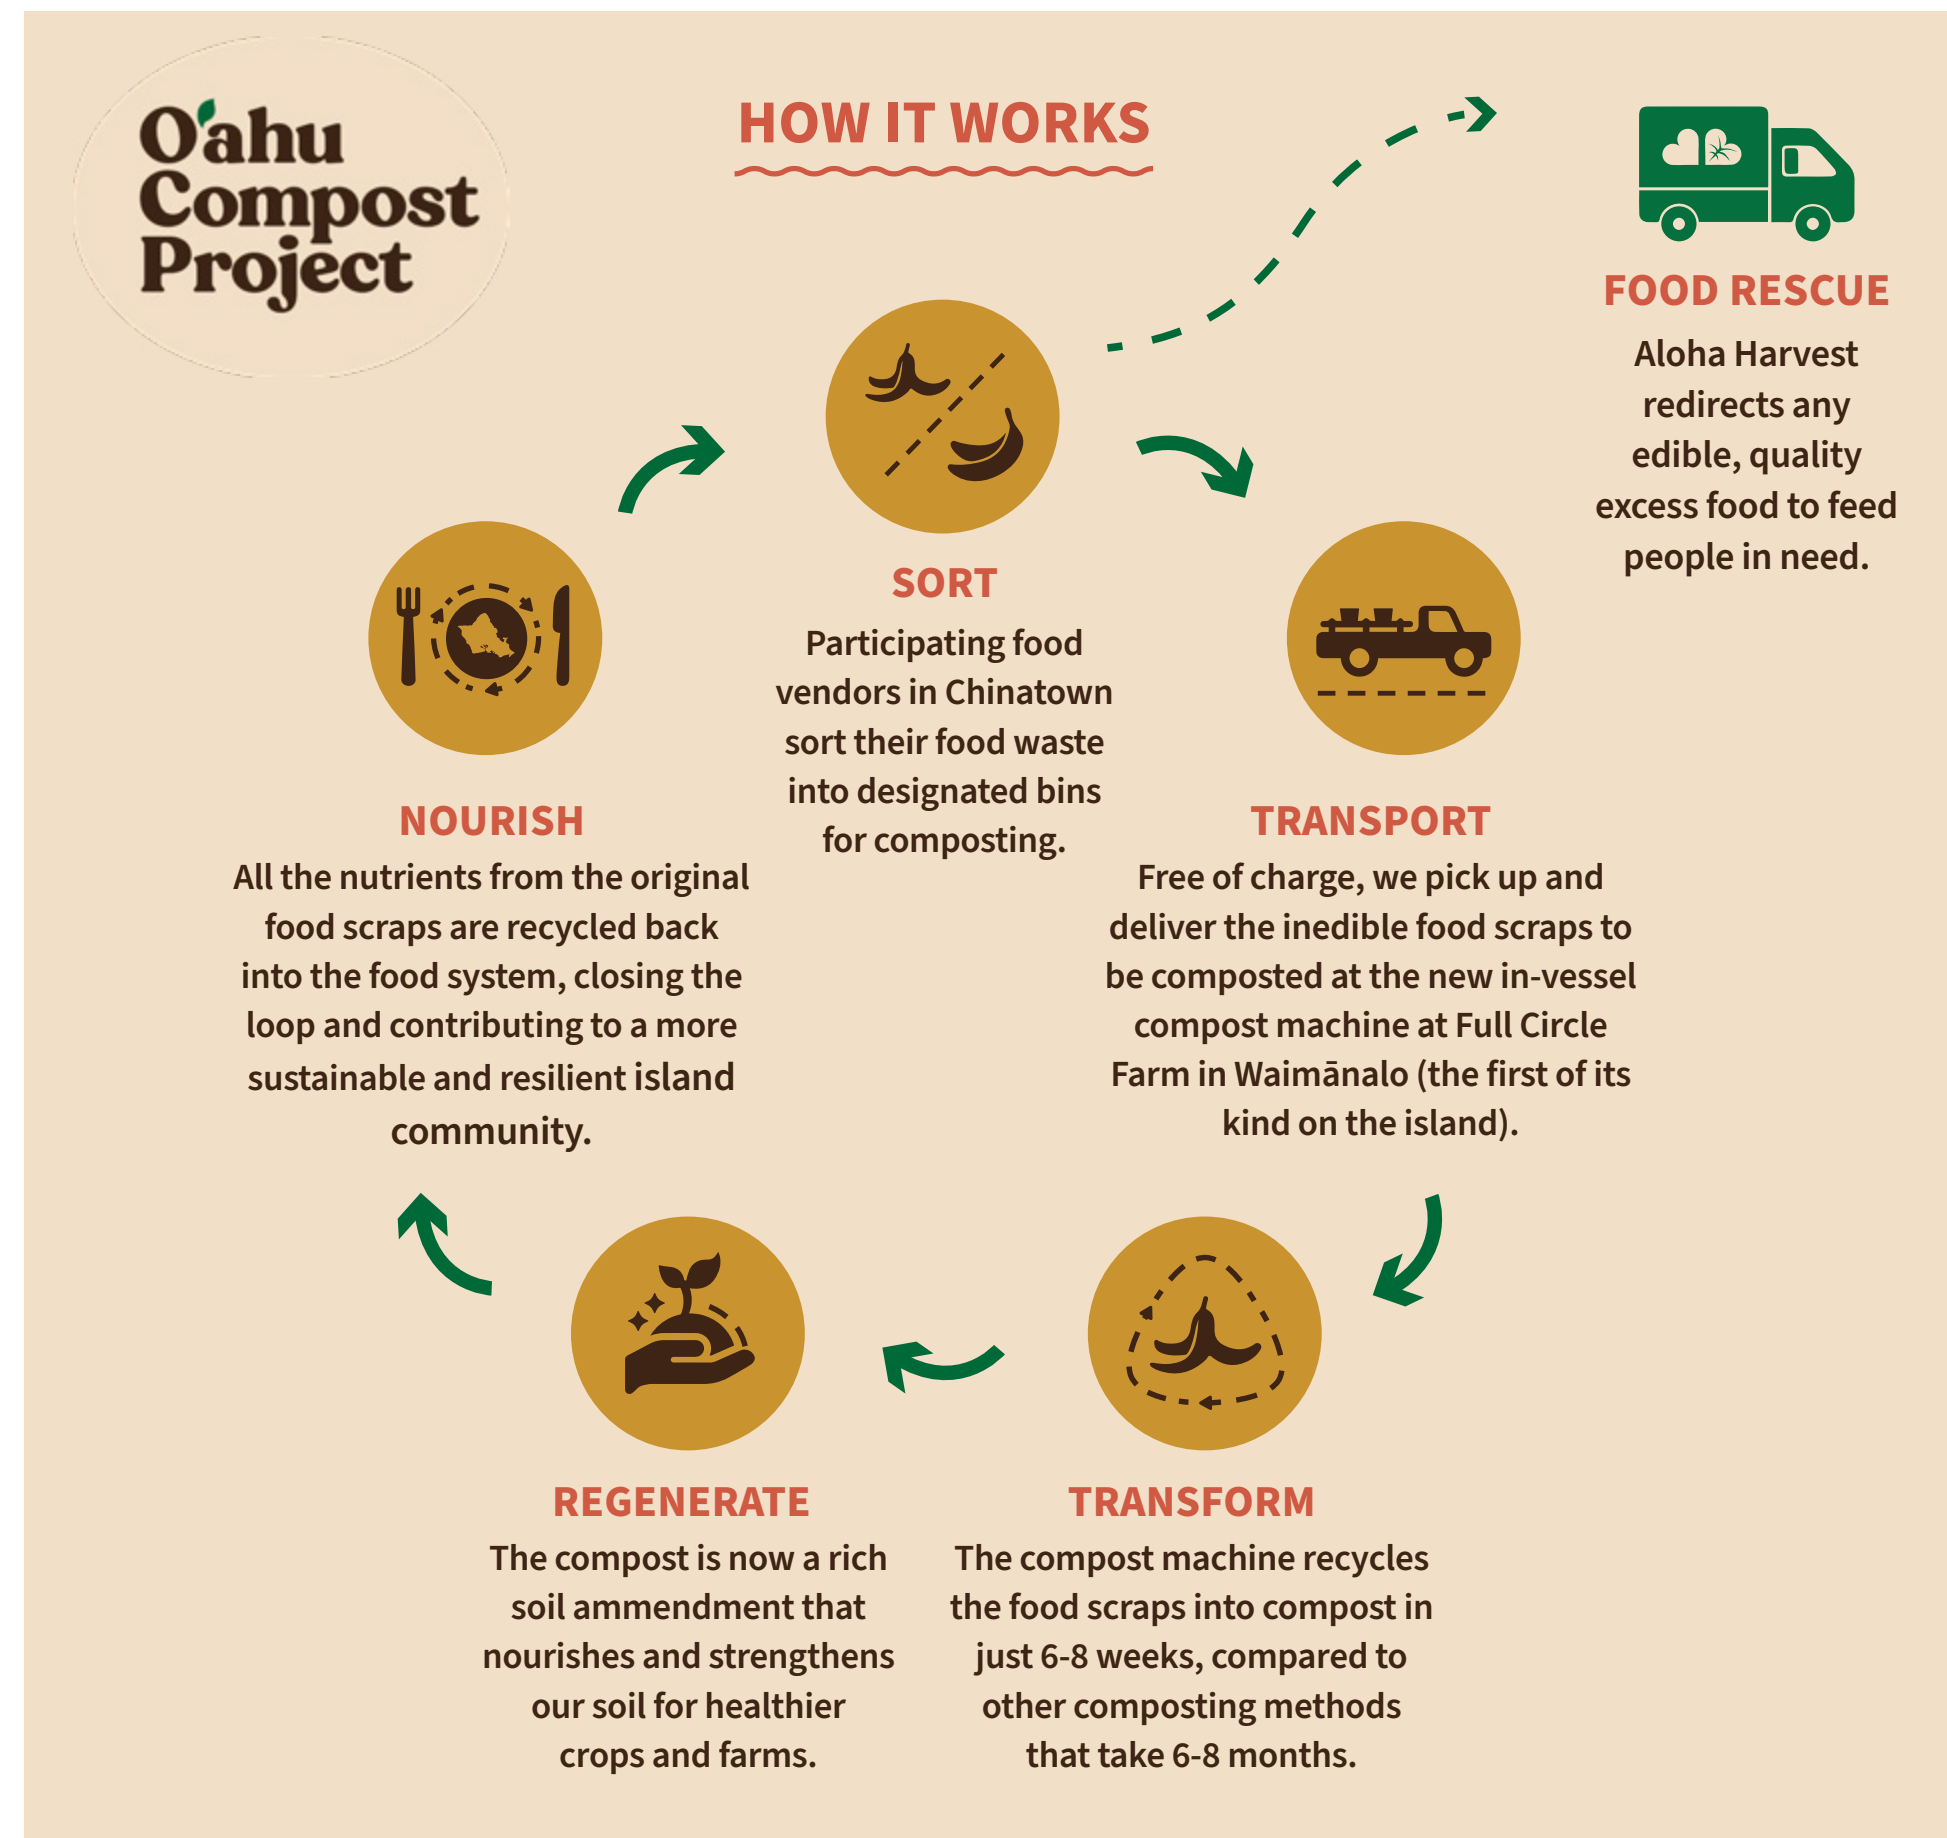 O'ahu
Compost
Project
HOW IT WORKS
FOOD RESCUE
Aloha Harvest
redirects any
edible, quality
excess food to feed
people in need.
SORT
Participating food
vendors in Chinatown
sort their food waste
into designated bins
for composting.
TRANSPORT
Free of charge, we pick up and
deliver the inedible food scraps to
be composted at the new in-vessel
compost machine at Full Circle
Farm in Waimānalo (the first of its
kind on the island).
TRANSFORM
The compost machine recycles
the food scraps into compost in
just 6-8 weeks, compared to
other composting methods
that take 6-8 months.
REGENERATE
The compost is now a rich
soil ammendment that
nourishes and strengthens
our soil for healthier
crops and farms.
NOURISH
All the nutrients from the original
food scraps are recycled back
into the food system, closing the
loop and contributing to a more
sustainable and resilient island
community.